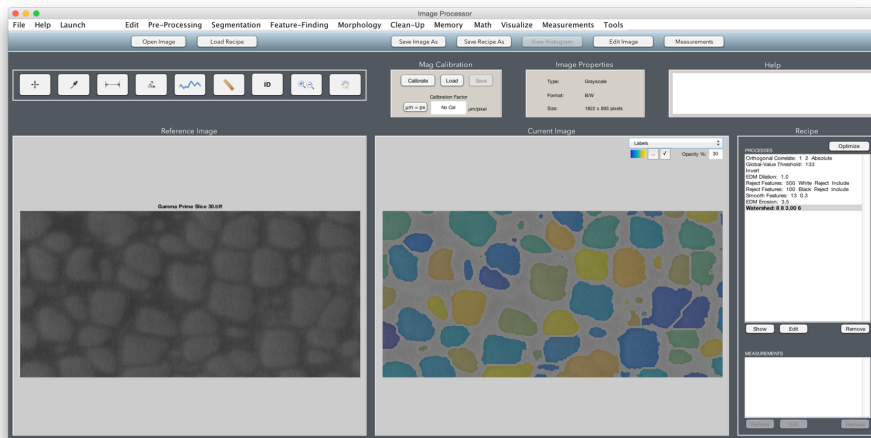 Image Processor
File Help Launch Edit Pre-Processing Segmentation Feature-Finding Morphology Clean-Up Memory Math Visualize Measurements Tools
Open Image Load Recipe Save Image As Save Recipe As View Histogram Edit Image Measurements
Mag Calibration Image Properties Help
ID
Calibrate Load Save
Calibration Factor
µm = px No Cal µm/pixel
Type: Grayscale
Format: B/W
Size: 1822 x 893 pixels
Reference Image Current Image Recipe
Gamma Prime Slice 30.tiff
Labels
... √ Opacity %: 30
Optimize
PROCESSES
Orthogonal Correlate: 1 2 Absolute
Global-Value Threshold: 133
Invert
EDM Dilation: 1.0
Reject Features: 500 White Reject Include
Reject Features: 100 Black Reject Include
Smooth Features: 13 0.3
EDM Erosion: 3.5
Watershed: 8 8 3.00 6
Show Edit Remove
MEASUREMENTS
Edit Remove